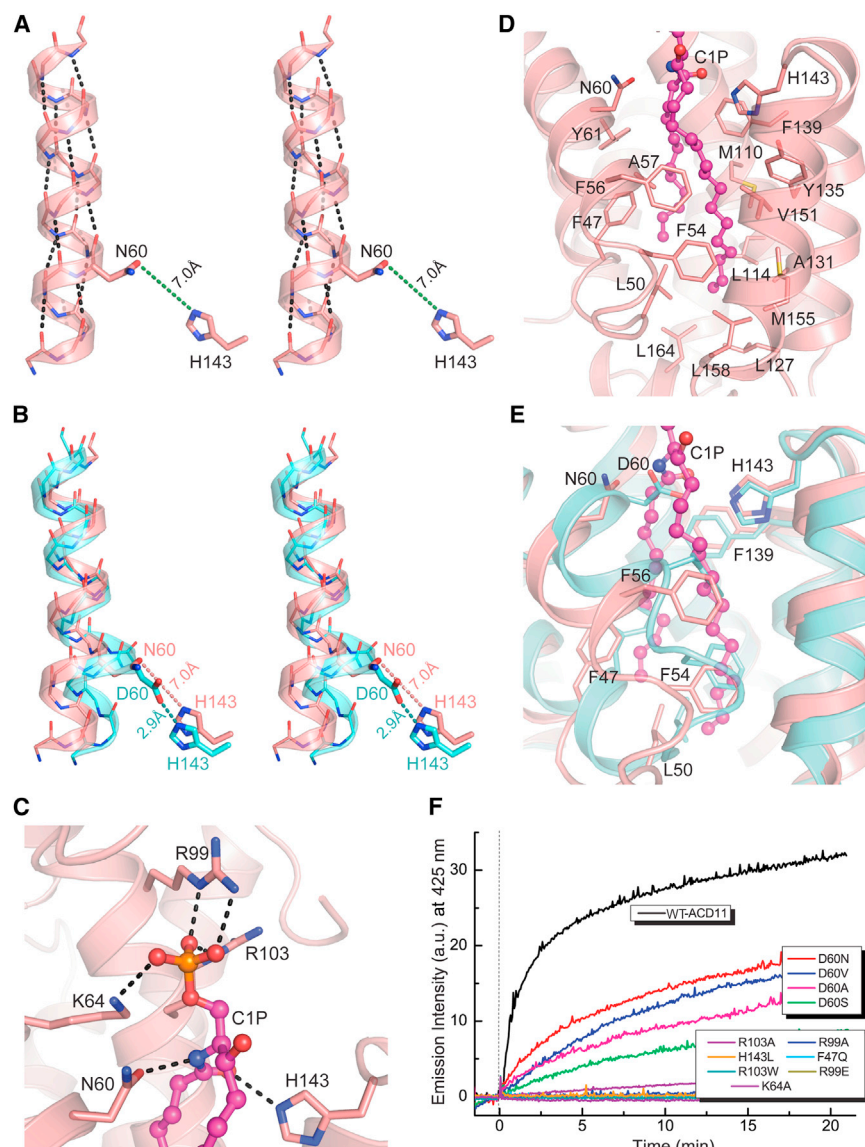 A
N60
7.0Å
H143
N60
7.0Å
H143
B
N60
D60
7.0Å
2.9Å
H143
H143
N60
D60
7.0Å
2.9Å
H143
H143
C
R99
R103
K64
C1P
N60
H143
D
C1P
N60
H143
Y61
F139
M110
A57
F56
Y135
F47
V151
F54
L114
A131
L50
M155
L164
L158
L127
E
D60
C1P
N60
H143
F139
F56
F47
F54
L50
F
Emission Intensity (a.u.) at 425 nm
30
20
10
0
WT-ACD11
D60N
D60V
D60A
D60S
R103A
R99A
H143L
F47Q
R103W
R99E
K64A
0
5
10
15
20
Time (min)